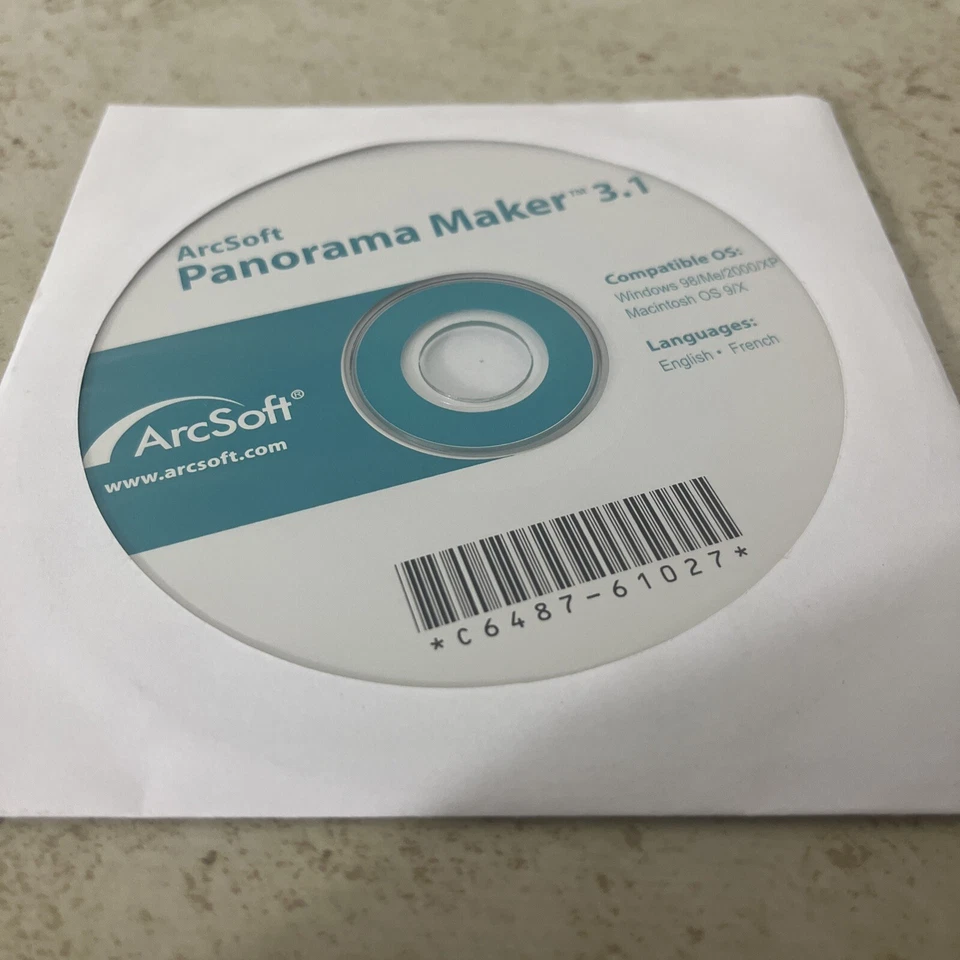 ArcSoft
Panorama Maker™ 3.1
Compatible OS:
Windows 98/Me/2000/XP
Macintosh OS 9/X
Languages:
English • French
ArcSoft®
www.arcsoft.com
*C6487-61027*